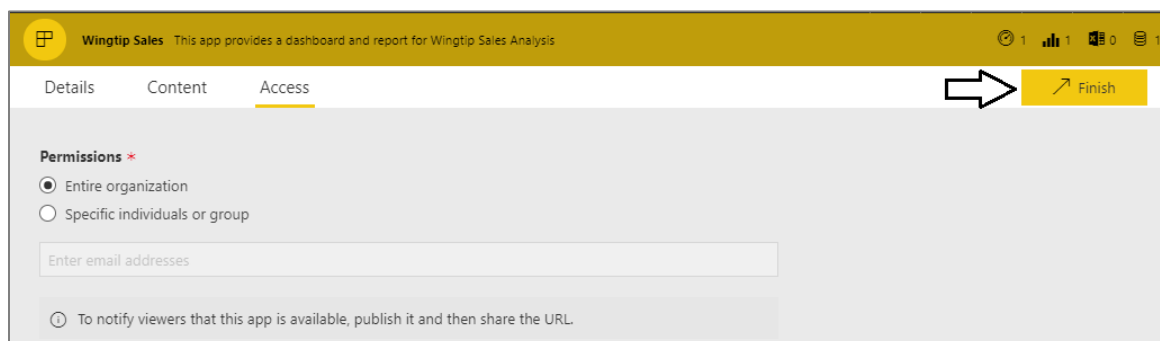 Wingtip Sales This app provides a dashboard and report for Wingtip Sales Analysis 1 1 0 1
Details Content Access Finish
Permissions *
Entire organization
Specific individuals or group
Enter email addresses
To notify viewers that this app is available, publish it and then share the URL.